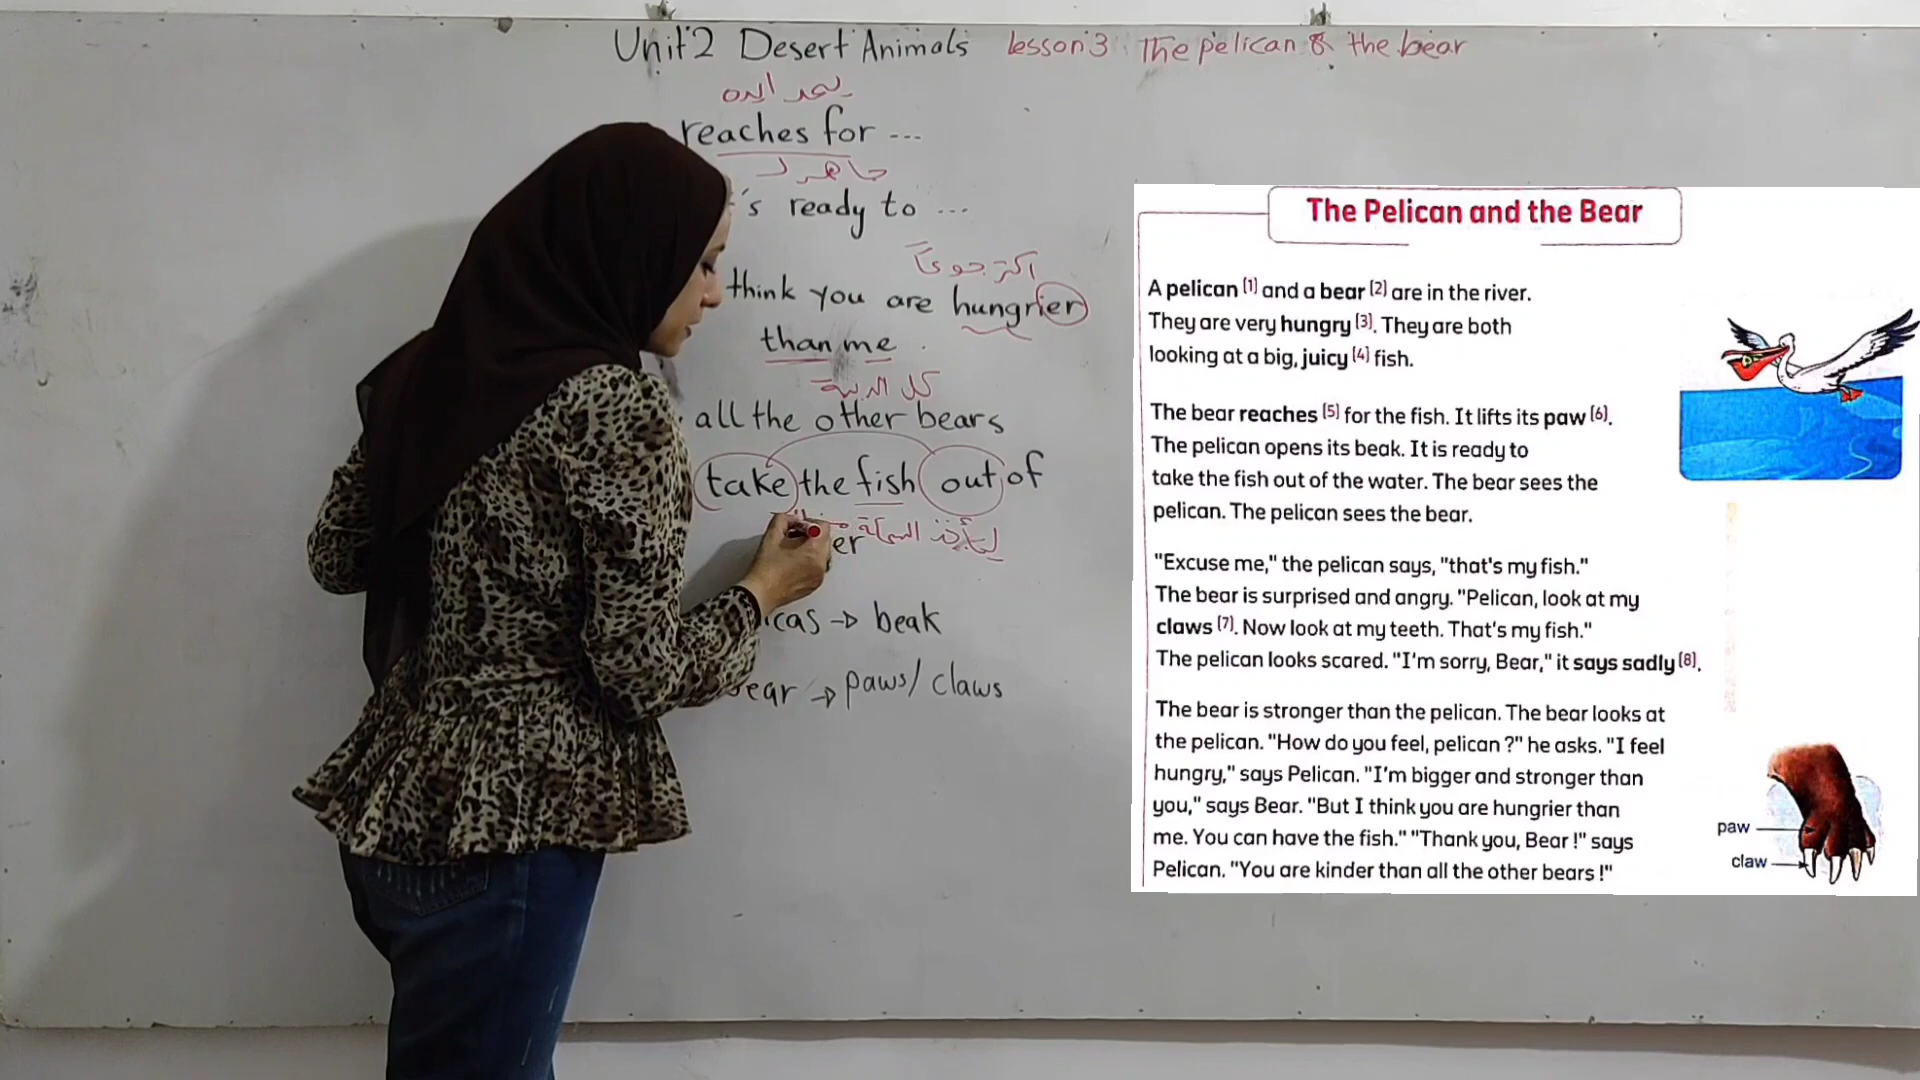 Unit 2 Desert Animals lesson 3 The pelican & the bear
reaches for ...
جاهز لـ
's ready to ...
أكثر جوعاً
think you are hungrier
than me .
كل الدببة
all the other bears
take the fish out of
ليأخذ السمكة
er
icas → beak
ear → paws/ claws
The Pelican and the Bear
A pelican (1) and a bear (2) are in the river.
They are very hungry (3). They are both
looking at a big, juicy (4) fish.
The bear reaches (5) for the fish. It lifts its paw (6).
The pelican opens its beak. It is ready to
take the fish out of the water. The bear sees the
pelican. The pelican sees the bear.
"Excuse me," the pelican says, "that's my fish."
The bear is surprised and angry. "Pelican, look at my
claws (7). Now look at my teeth. That's my fish."
The pelican looks scared. "I'm sorry, Bear," it says sadly (8).
The bear is stronger than the pelican. The bear looks at
the pelican. "How do you feel, pelican ?" he asks. "I feel
hungry," says Pelican. "I'm bigger and stronger than
you," says Bear. "But I think you are hungrier than
me. You can have the fish." "Thank you, Bear !" says
Pelican. "You are kinder than all the other bears !"
paw
claw